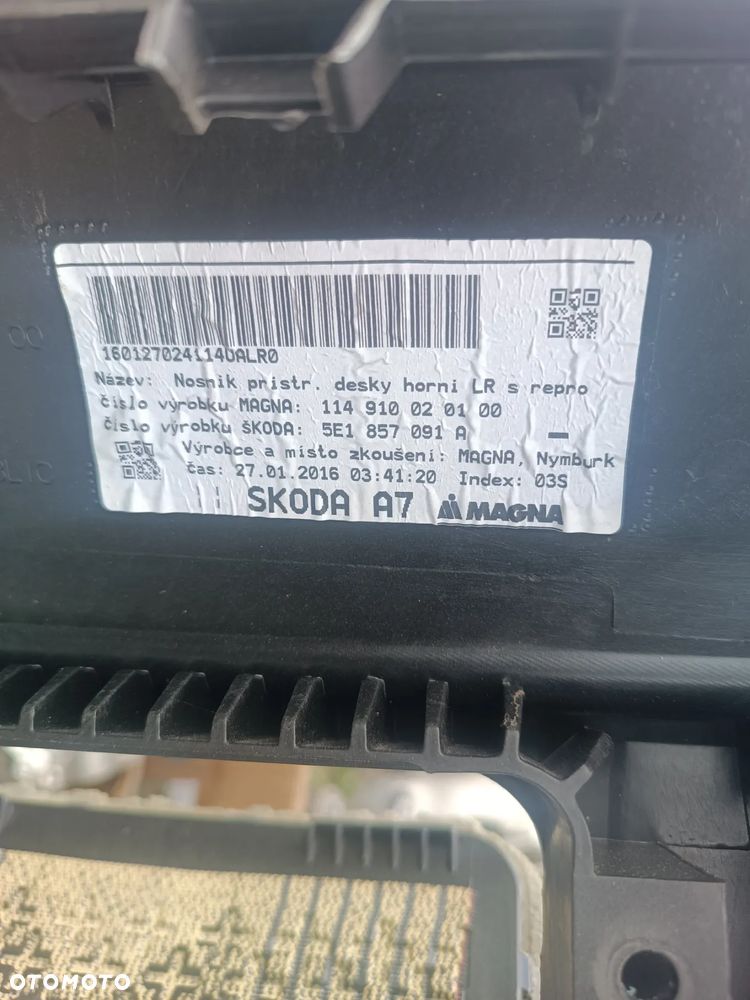 160127024114UALR0
Název: Nosnik pristr. desky horni LR s repro
číslo výrobku MAGNA: 114 910 02 01 00
číslo výrobku ŠKODA: 5E1 857 091 A –
Výrobce a místo zkoušení: MAGNA, Nymburk
čas: 27.01.2016 03:41:20 Index: 03S
SKODA A7 MAGNA
OTOMOTO